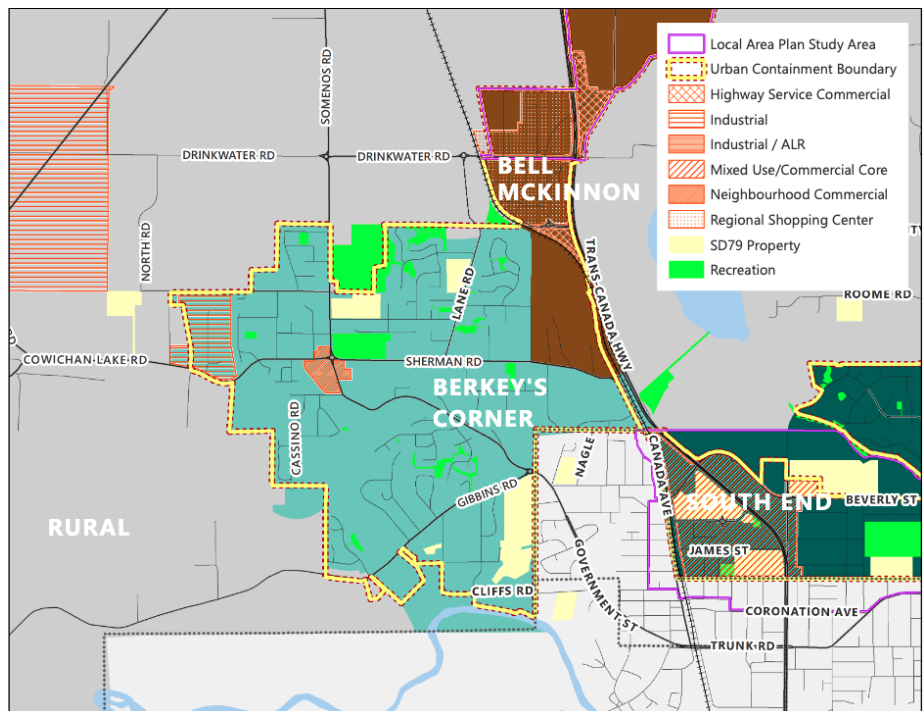 SOMENOS RD
DRINKWATER RD
DRINKWATER RD
BELL
MCKINNON
NORTH RD
LANE RD
TRANS CANADA HWY
COWICHAN LAKE RD
SHERMAN RD
BERKEY'S
CORNER
CASSINO RD
GIBBINS RD
NAGLE
CANADA AVE
RURAL
GOVERNMENT ST
CLIFFS RD
SOUTH END
BEVERLY ST
JAMES ST
CORONATION AVE
TRUNK RD
ROOME RD
Local Area Plan Study Area
Urban Containment Boundary
Highway Service Commercial
Industrial
Industrial / ALR
Mixed Use/Commercial Core
Neighbourhood Commercial
Regional Shopping Center
SD79 Property
Recreation